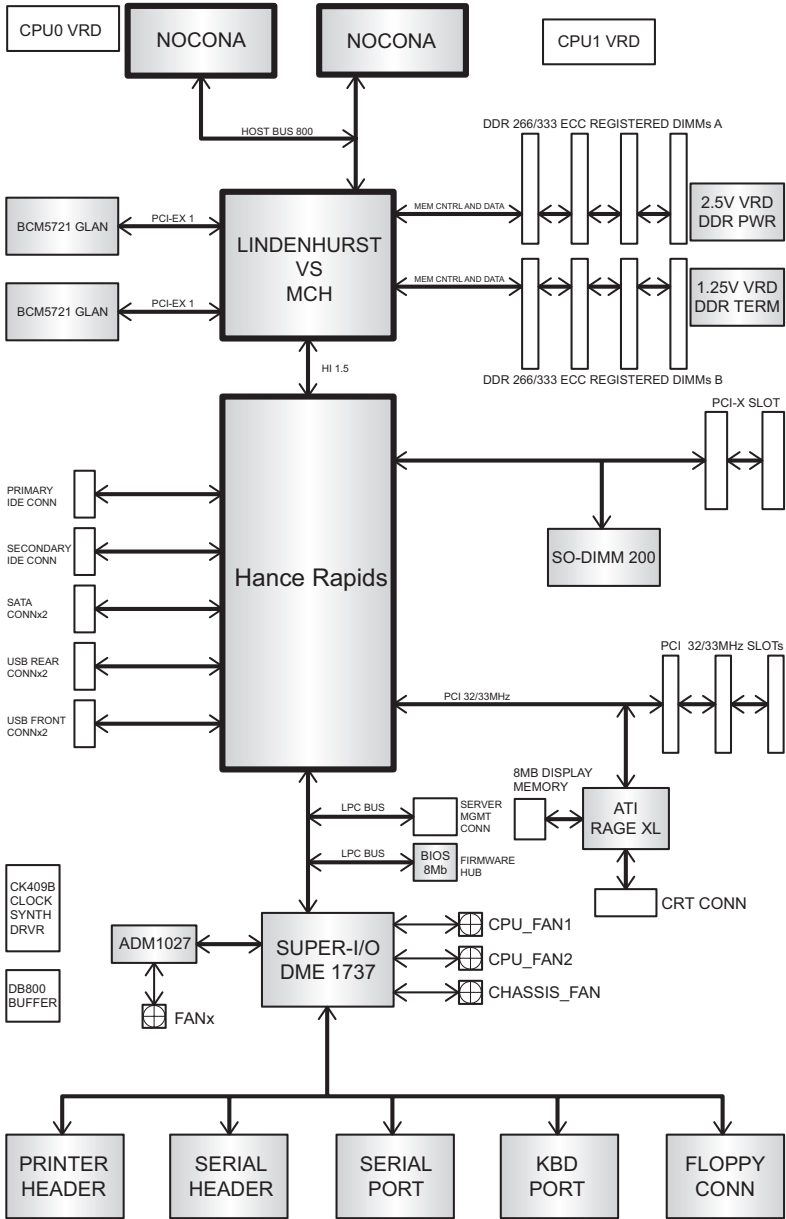 CPU0 VRD
NOCONA
NOCONA
CPU1 VRD
HOST BUS 800
DDR 266/333 ECC REGISTERED DIMMs A
BCM5721 GLAN
PCI-EX 1
LINDENHURST
VS
MCH
MEM CNTRL AND DATA
2.5V VRD
DDR PWR
BCM5721 GLAN
PCI-EX 1
MEM CNTRL AND DATA
1.25V VRD
DDR TERM
HI 1.5
DDR 266/333 ECC REGISTERED DIMMs B
PCI-X SLOT
PRIMARY
IDE CONN
SECONDARY
IDE CONN
SATA
CONNx2
USB REAR
CONNx2
USB FRONT
CONNx2
Hance Rapids
SO-DIMM 200
PCI 32/33MHz SLOTs
PCI 32/33MHz
8MB DISPLAY
MEMORY
ATI
RAGE XL
CRT CONN
LPC BUS
SERVER
MGMT
CONN
LPC BUS
BIOS
8Mb
FIRMWARE
HUB
CK409B
CLOCK
SYNTH
DRVR
DB800
BUFFER
ADM1027
FANx
SUPER-I/O
DME 1737
CPU_FAN1
CPU_FAN2
CHASSIS_FAN
PRINTER
HEADER
SERIAL
HEADER
SERIAL
PORT
KBD
PORT
FLOPPY
CONN